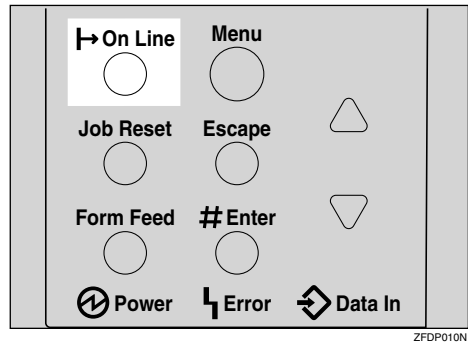 On Line Menu
Job Reset Escape
Form Feed # Enter
Power Error Data In
ZFDP010N